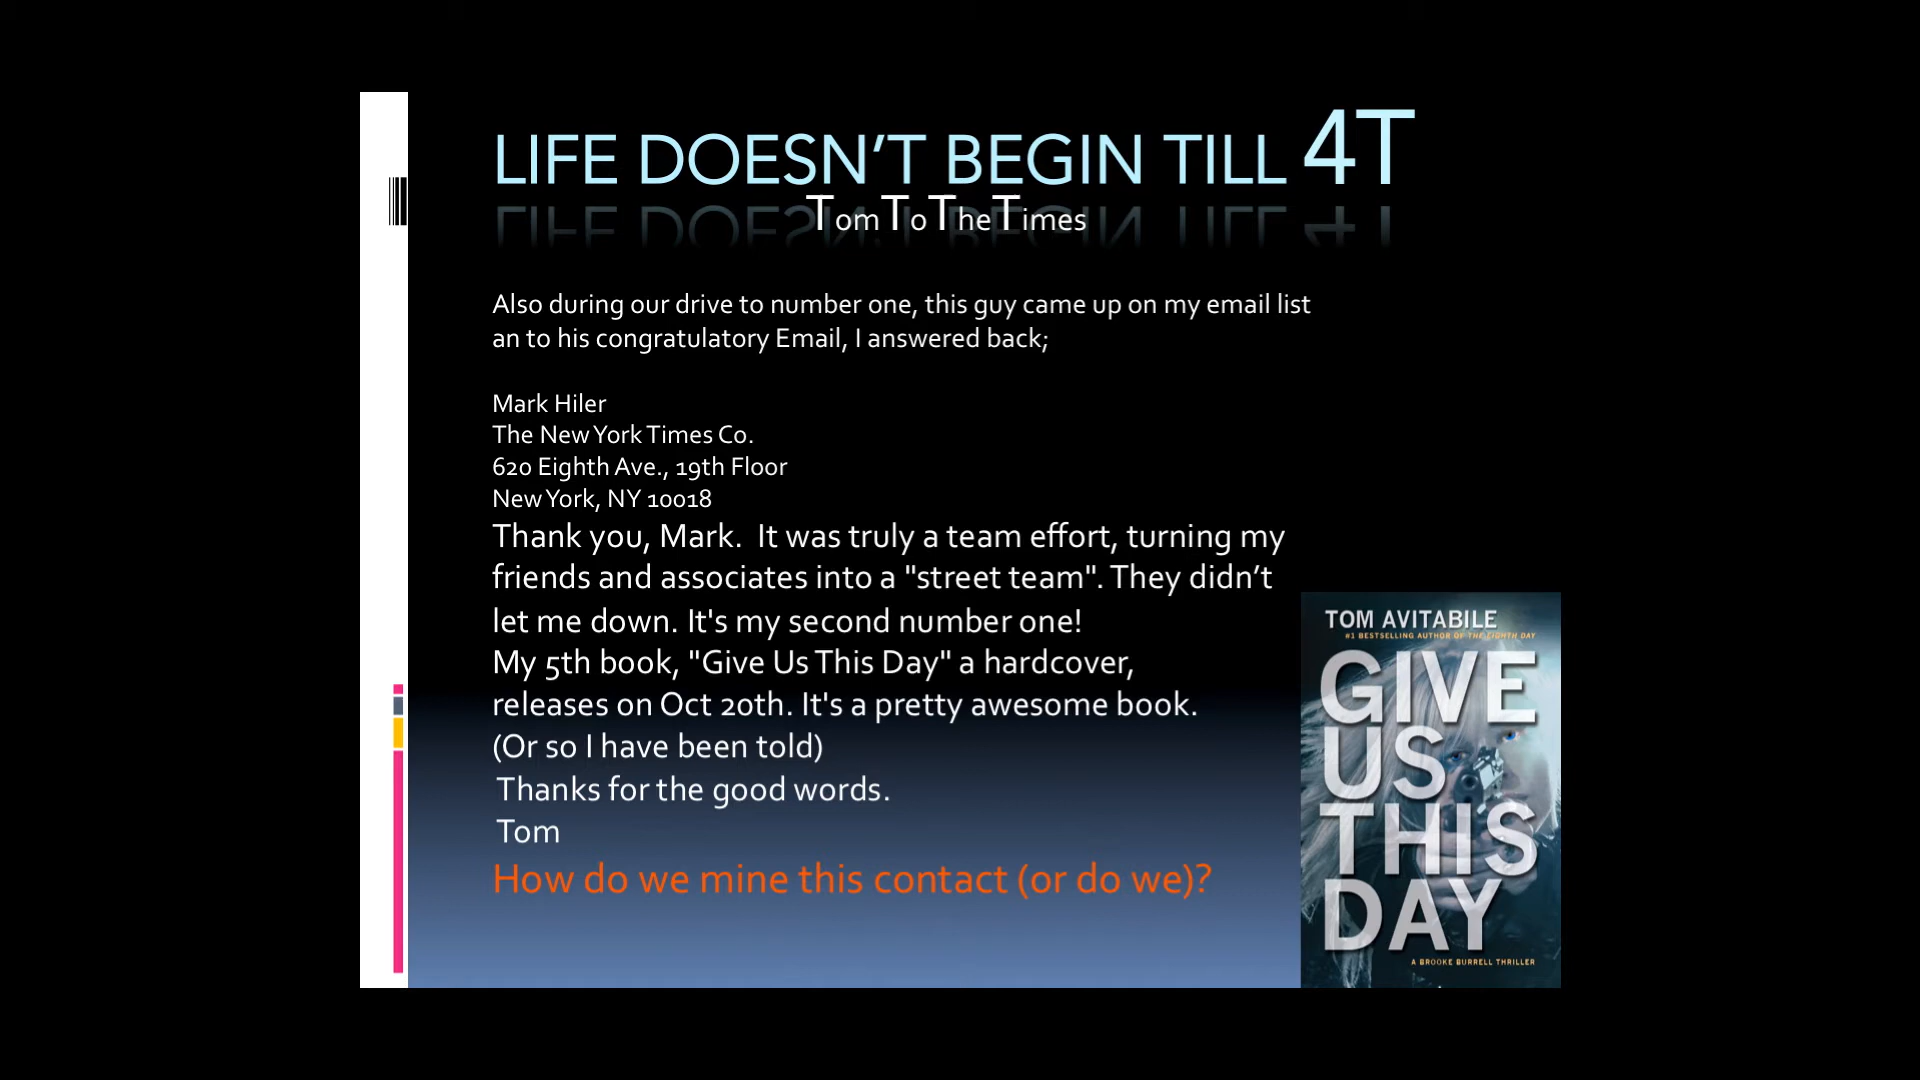 LIFE DOESN’T BEGIN TILL 4T
TomToTheTimes
Also during our drive to number one, this guy came up on my email list
an to his congratulatory Email, I answered back;
Mark Hiler
The New York Times Co.
620 Eighth Ave., 19th Floor
New York, NY 10018
Thank you, Mark.  It was truly a team effort, turning my
friends and associates into a "street team". They didn’t
let me down. It's my second number one!
My 5th book, "Give Us This Day" a hardcover,
releases on Oct 20th. It's a pretty awesome book.
(Or so I have been told)
Thanks for the good words.
Tom
How do we mine this contact (or do we)?
TOM AVITABILE
#1 BESTSELLING AUTHOR OF THE EIGHTH DAY
GIVE
US
THIS
DAY
A BROOKE BURRELL THRILLER